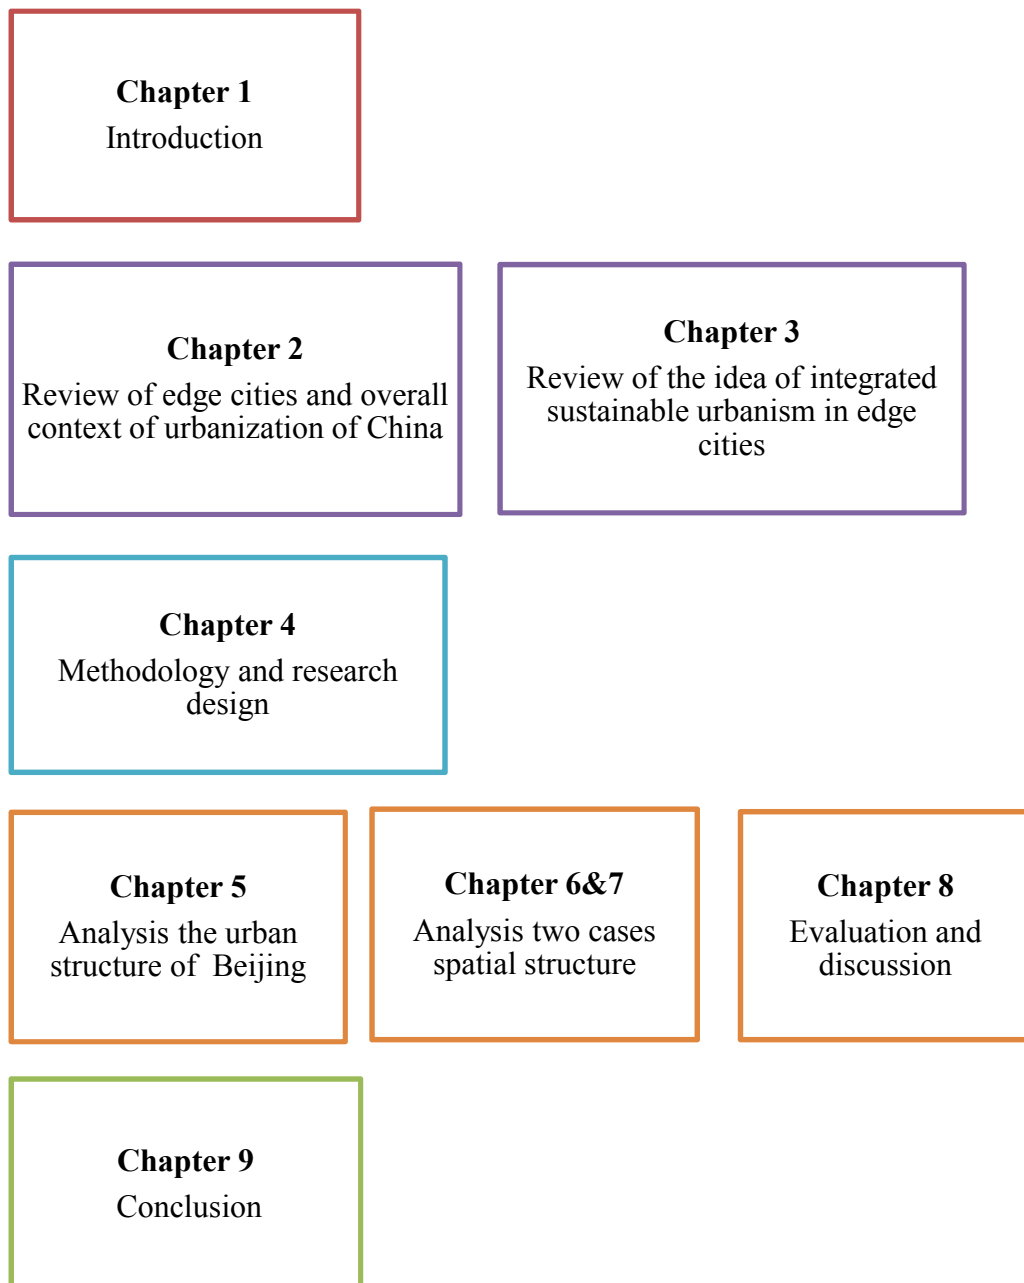 Chapter 1
Introduction
Chapter 2
Review of edge cities and overall
context of urbanization of China
Chapter 3
Review of the idea of integrated
sustainable urbanism in edge
cities
Chapter 4
Methodology and research
design
Chapter 5
Analysis the urban
structure of  Beijing
Chapter 6&7
Analysis two cases
spatial structure
Chapter 8
Evaluation and
discussion
Chapter 9
Conclusion